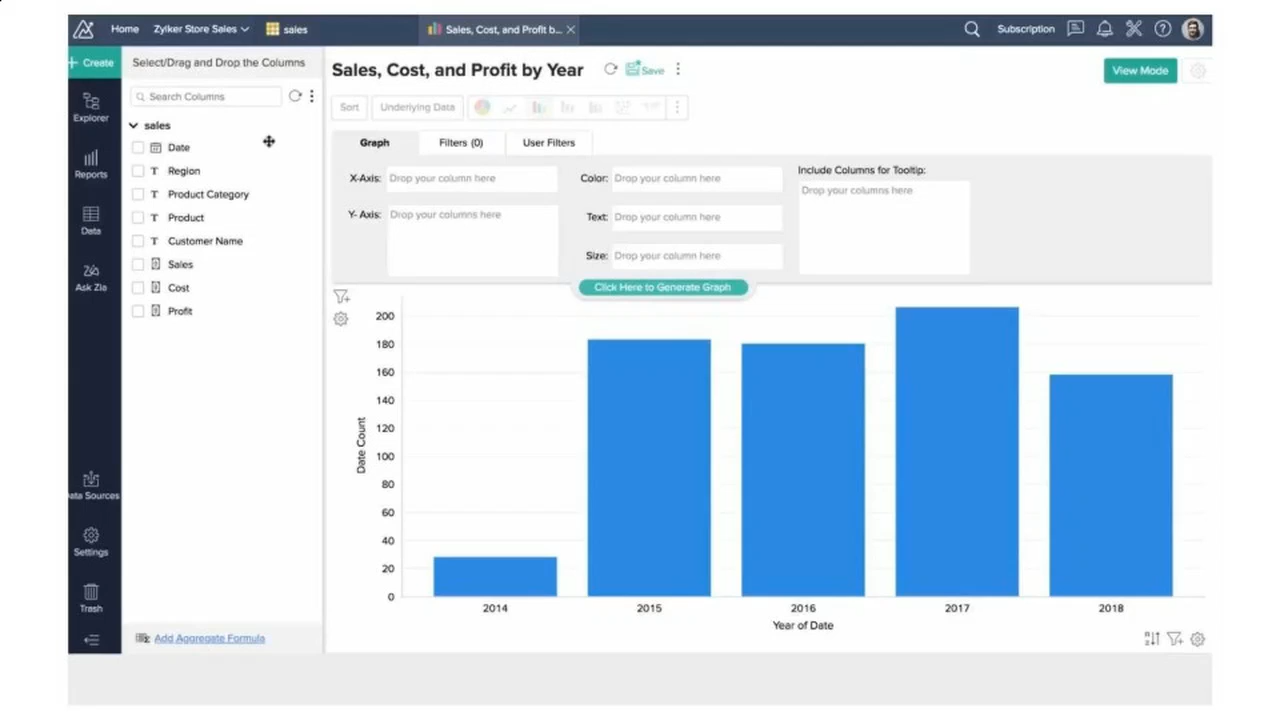 Home Zylker Store Sales sales Sales, Cost, and Profit b... Subscription
Create Select/Drag and Drop the Columns
Search Columns
sales
Date
Region
Product Category
Product
Customer Name
Sales
Cost
Profit
Add Aggregate Formula
Explorer
Reports
Data
Ask Zia
ata Sources
Settings
Trash
Sales, Cost, and Profit by Year Save View Mode
Sort Underlying Data
Graph Filters (0) User Filters
X-Axis: Drop your column here
Y- Axis: Drop your columns here
Color: Drop your column here
Text: Drop your column here
Size: Drop your column here
Include Columns for Tooltip:
Drop your columns here
Click Here to Generate Graph
200
180
160
140
120
100
80
60
40
20
0
Date Count
2014 2015 2016 2017 2018
Year of Date